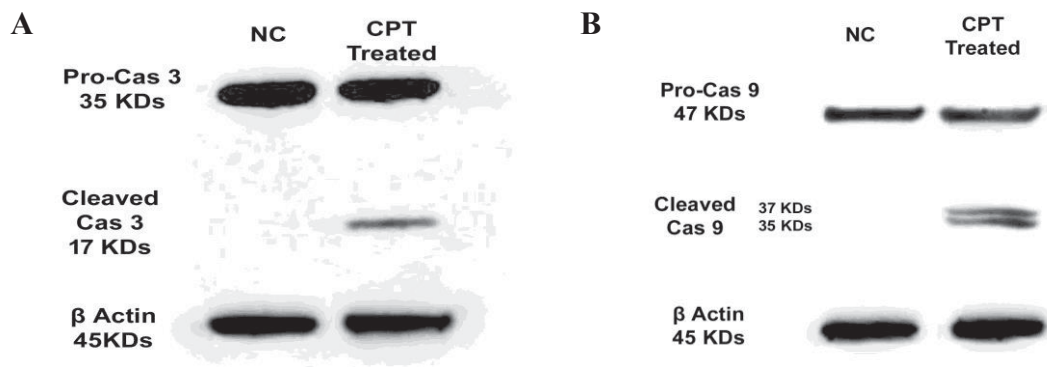 A
NC
CPT
Treated
Pro-Cas 3
35 KDs
Cleaved
Cas 3
17 KDs
β Actin
45KDs
B
NC
CPT
Treated
Pro-Cas 9
47 KDs
Cleaved
Cas 9
37 KDs
35 KDs
β Actin
45 KDs